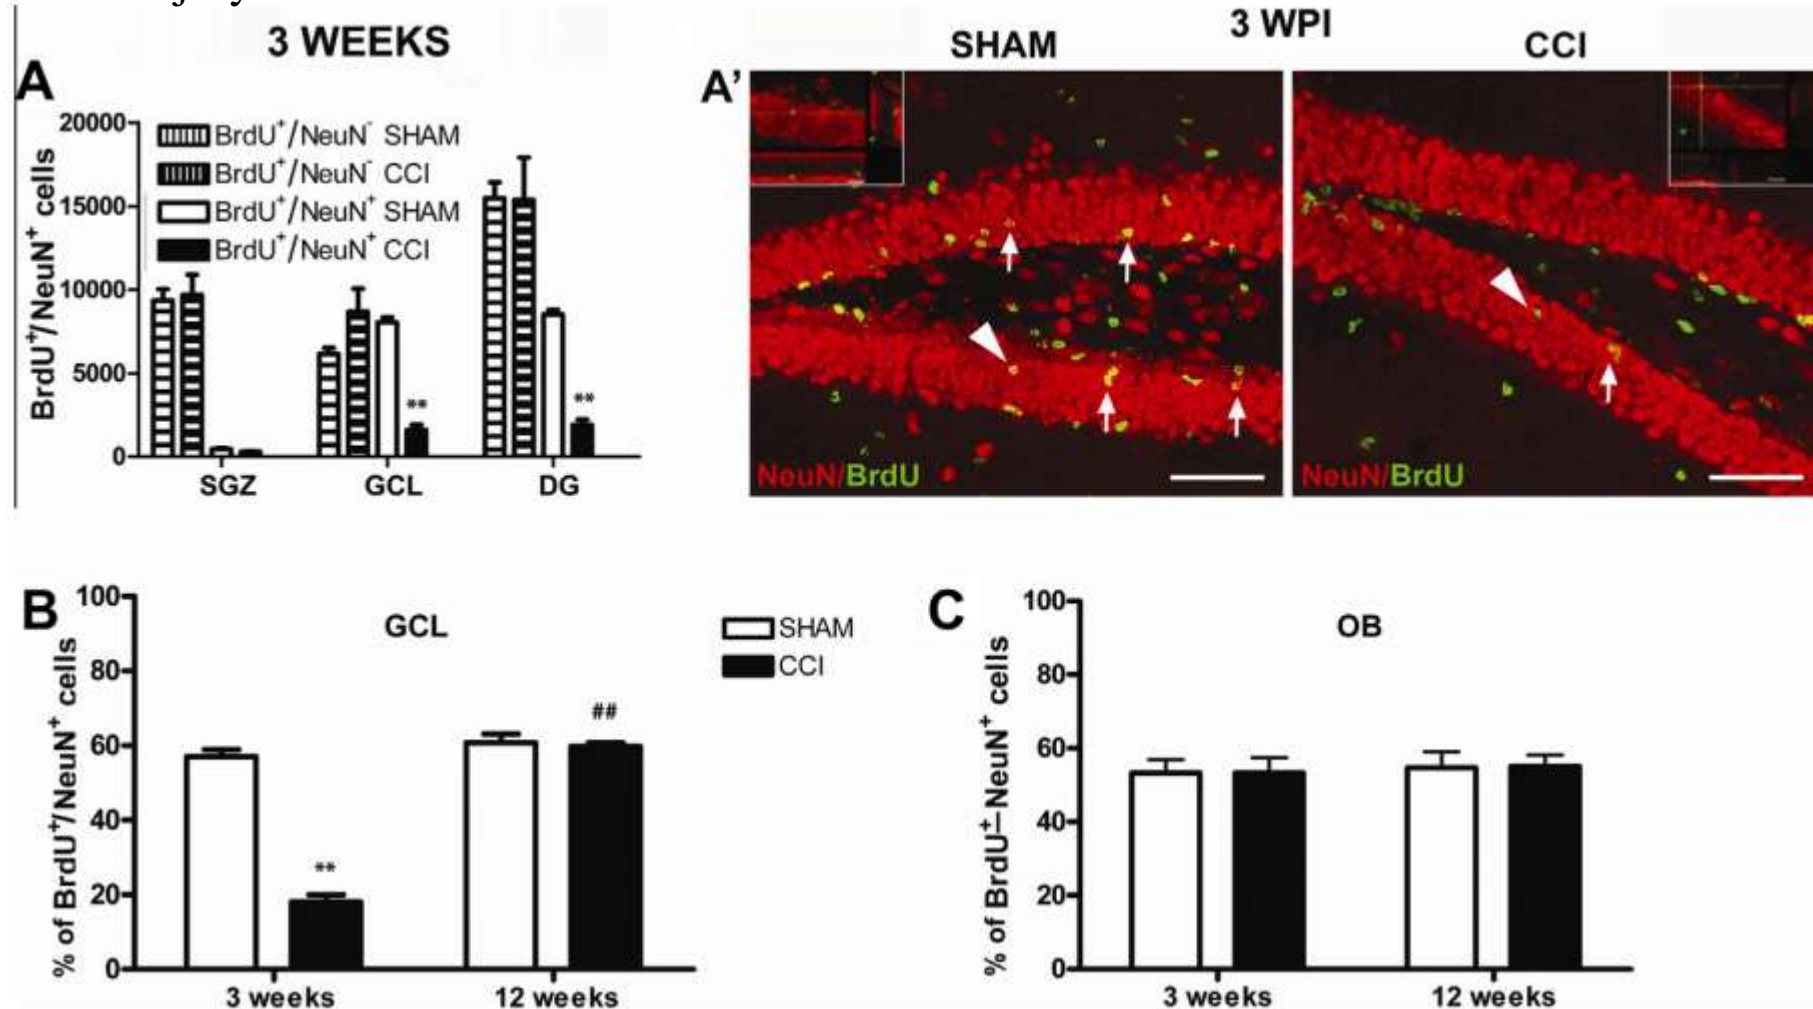 3 WEEKS
A
BrdU⁺/NeuN⁺ cells
20000
15000
10000
5000
0
BrdU⁺/NeuN⁻ SHAM
BrdU⁺/NeuN⁻ CCI
BrdU⁺/NeuN⁺ SHAM
BrdU⁺/NeuN⁺ CCI
**
**
SGZ GCL DG
3 WPI
SHAM CCI
A'
NeuN/BrdU
NeuN/BrdU
B
GCL
% of BrdU⁺/NeuN⁺ cells
100
80
60
40
20
0
**
##
3 weeks 12 weeks
SHAM
CCI
C
OB
% of BrdU⁺–NeuN⁺ cells
100
80
60
40
20
0
3 weeks 12 weeks